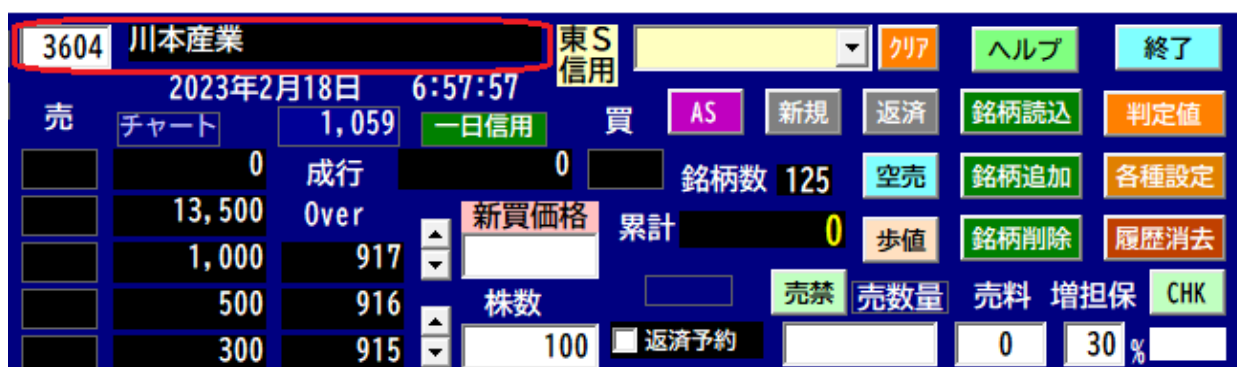 3604 川本産業 東S 信用 クリア ヘルプ 終了
2023年2月18日 6:57:57
売 チャート 1,059 一日信用 買 AS 新規 返済 銘柄読込 判定値
0 成行 0 銘柄数 125 空売 銘柄追加 各種設定
13,500 Over 新買価格 累計 0 歩値 銘柄削除 履歴消去
1,000 917
500 916 株数 売禁 売数量 売料 増担保 CHK
300 915 100 返済予約 0 30 %